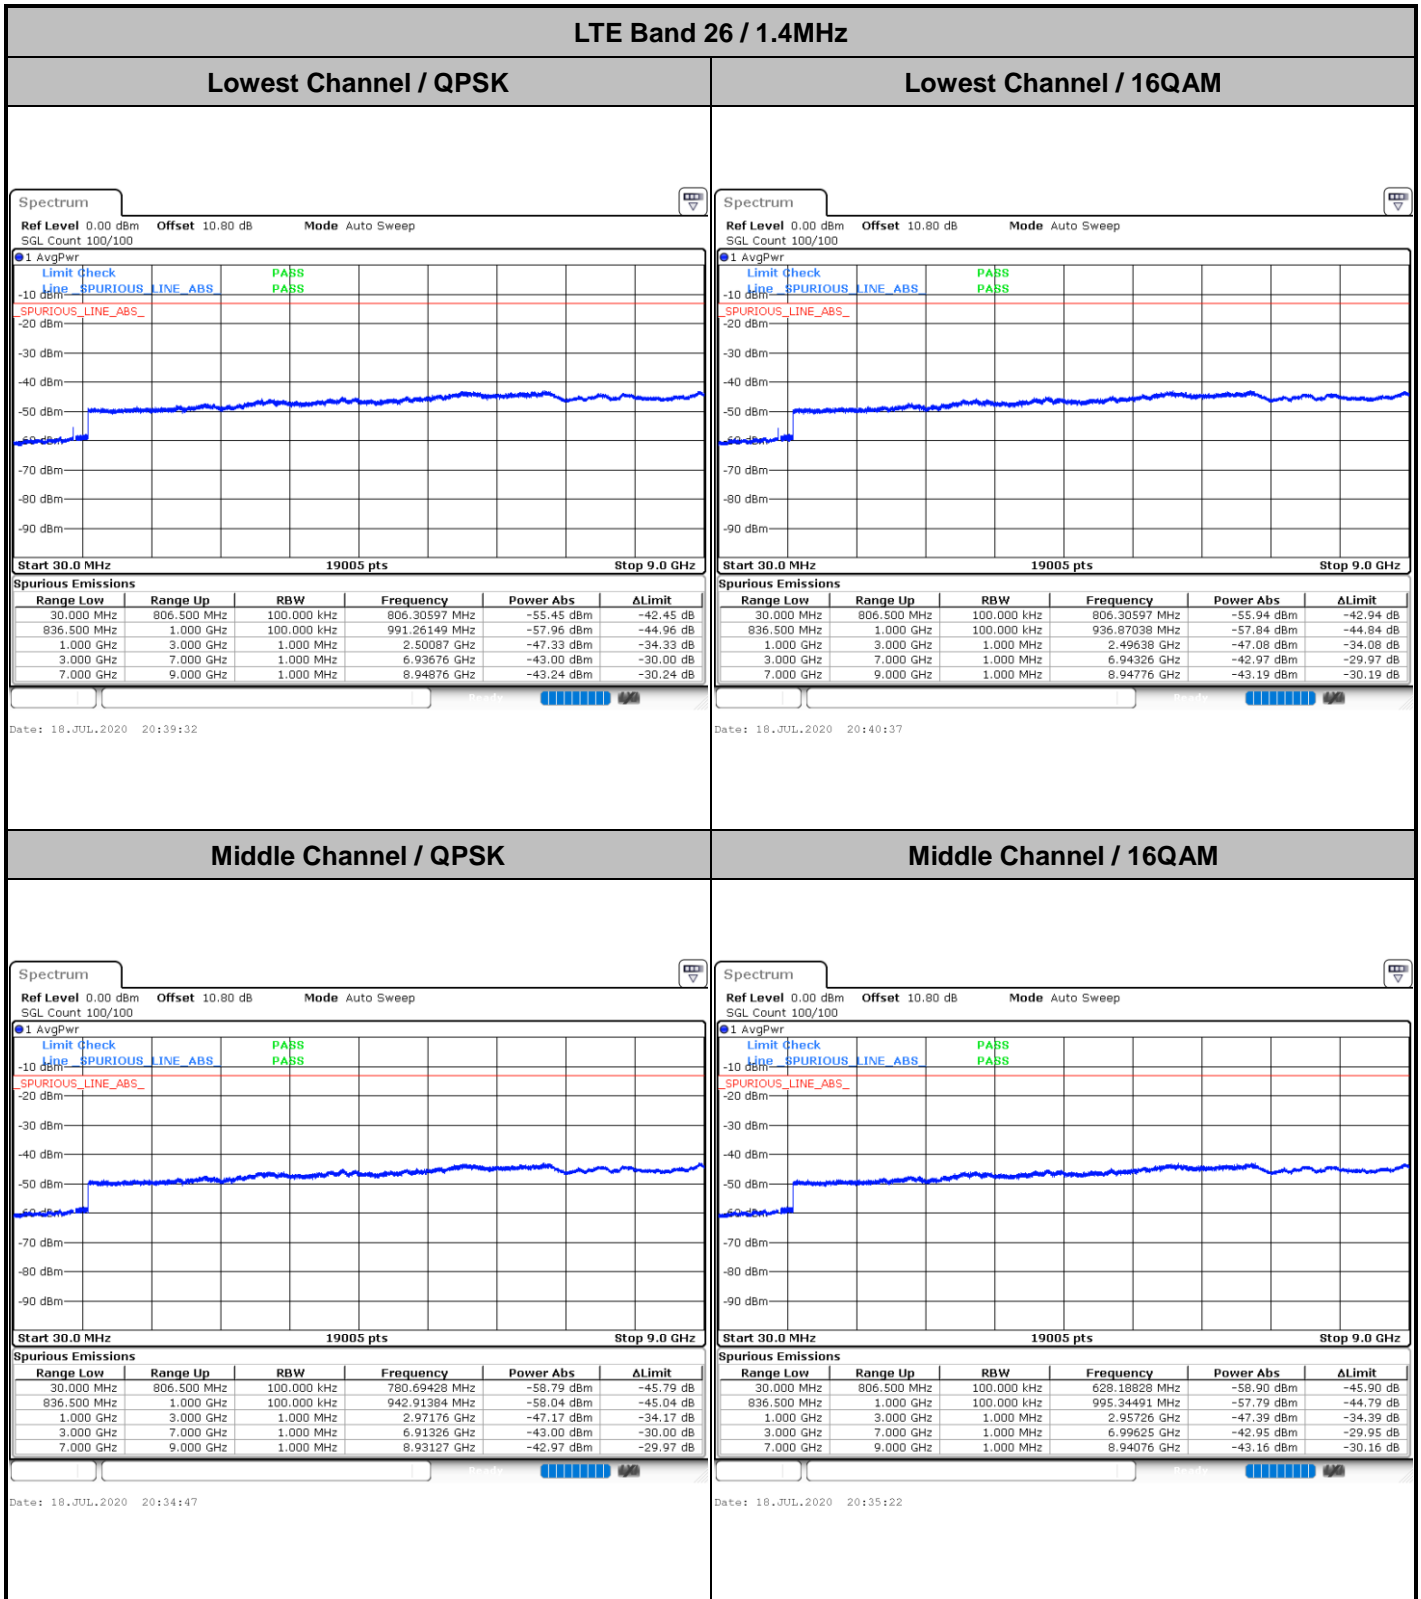 LTE Band 26 / 1.4MHz
Lowest Channel / QPSK
Lowest Channel / 16QAM
Spectrum
Ref Level 0.00 dBm Offset 10.80 dB Mode Auto Sweep
SGL Count 100/100
1 AvgPwr
Limit Check PASS
Line _SPURIOUS_LINE_ABS_ PASS
-10 dBm
_SPURIOUS_LINE_ABS_
-20 dBm
-30 dBm
-40 dBm
-50 dBm
-60 dBm
-70 dBm
-80 dBm
-90 dBm
Start 30.0 MHz 19005 pts Stop 9.0 GHz
Spurious Emissions
Range Low Range Up RBW Frequency Power Abs ΔLimit
30.000 MHz 806.500 MHz 100.000 kHz 806.30597 MHz -55.45 dBm -42.45 dB
836.500 MHz 1.000 GHz 100.000 kHz 991.26149 MHz -57.96 dBm -44.96 dB
1.000 GHz 3.000 GHz 1.000 MHz 2.50087 GHz -47.33 dBm -34.33 dB
3.000 GHz 7.000 GHz 1.000 MHz 6.93676 GHz -43.00 dBm -30.00 dB
7.000 GHz 9.000 GHz 1.000 MHz 8.94876 GHz -43.24 dBm -30.24 dB
Date: 18.JUL.2020 20:39:32
Spectrum
Ref Level 0.00 dBm Offset 10.80 dB Mode Auto Sweep
SGL Count 100/100
1 AvgPwr
Limit Check PASS
Line _SPURIOUS_LINE_ABS_ PASS
-10 dBm
_SPURIOUS_LINE_ABS_
-20 dBm
-30 dBm
-40 dBm
-50 dBm
-60 dBm
-70 dBm
-80 dBm
-90 dBm
Start 30.0 MHz 19005 pts Stop 9.0 GHz
Spurious Emissions
Range Low Range Up RBW Frequency Power Abs ΔLimit
30.000 MHz 806.500 MHz 100.000 kHz 806.30597 MHz -55.94 dBm -42.94 dB
836.500 MHz 1.000 GHz 100.000 kHz 936.87038 MHz -57.84 dBm -44.84 dB
1.000 GHz 3.000 GHz 1.000 MHz 2.49638 GHz -47.08 dBm -34.08 dB
3.000 GHz 7.000 GHz 1.000 MHz 6.94326 GHz -42.97 dBm -29.97 dB
7.000 GHz 9.000 GHz 1.000 MHz 8.94776 GHz -43.19 dBm -30.19 dB
Date: 18.JUL.2020 20:40:37
Middle Channel / QPSK
Middle Channel / 16QAM
Spectrum
Ref Level 0.00 dBm Offset 10.80 dB Mode Auto Sweep
SGL Count 100/100
1 AvgPwr
Limit Check PASS
Line _SPURIOUS_LINE_ABS_ PASS
-10 dBm
_SPURIOUS_LINE_ABS_
-20 dBm
-30 dBm
-40 dBm
-50 dBm
-60 dBm
-70 dBm
-80 dBm
-90 dBm
Start 30.0 MHz 19005 pts Stop 9.0 GHz
Spurious Emissions
Range Low Range Up RBW Frequency Power Abs ΔLimit
30.000 MHz 806.500 MHz 100.000 kHz 780.69428 MHz -58.79 dBm -45.79 dB
836.500 MHz 1.000 GHz 100.000 kHz 942.91384 MHz -58.04 dBm -45.04 dB
1.000 GHz 3.000 GHz 1.000 MHz 2.97176 GHz -47.17 dBm -34.17 dB
3.000 GHz 7.000 GHz 1.000 MHz 6.91326 GHz -43.00 dBm -30.00 dB
7.000 GHz 9.000 GHz 1.000 MHz 8.93127 GHz -42.97 dBm -29.97 dB
Date: 18.JUL.2020 20:34:47
Spectrum
Ref Level 0.00 dBm Offset 10.80 dB Mode Auto Sweep
SGL Count 100/100
1 AvgPwr
Limit Check PASS
Line _SPURIOUS_LINE_ABS_ PASS
-10 dBm
_SPURIOUS_LINE_ABS_
-20 dBm
-30 dBm
-40 dBm
-50 dBm
-60 dBm
-70 dBm
-80 dBm
-90 dBm
Start 30.0 MHz 19005 pts Stop 9.0 GHz
Spurious Emissions
Range Low Range Up RBW Frequency Power Abs ΔLimit
30.000 MHz 806.500 MHz 100.000 kHz 628.18828 MHz -58.90 dBm -45.90 dB
836.500 MHz 1.000 GHz 100.000 kHz 995.34491 MHz -57.79 dBm -44.79 dB
1.000 GHz 3.000 GHz 1.000 MHz 2.95726 GHz -47.39 dBm -34.39 dB
3.000 GHz 7.000 GHz 1.000 MHz 6.99625 GHz -42.95 dBm -29.95 dB
7.000 GHz 9.000 GHz 1.000 MHz 8.94076 GHz -43.16 dBm -30.16 dB
Date: 18.JUL.2020 20:35:22